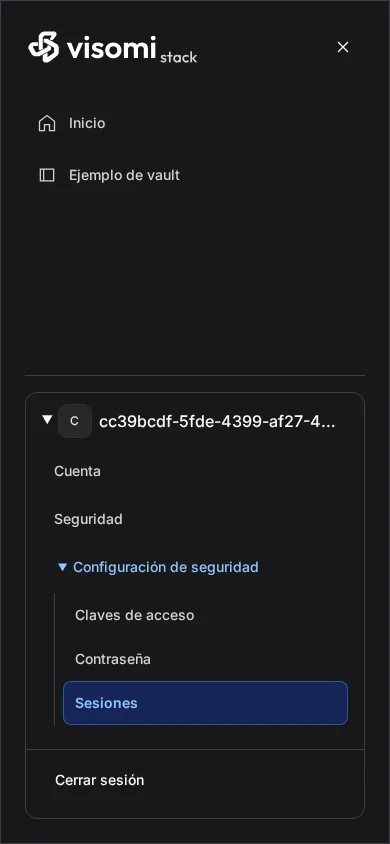 visomi stack
Inicio
Ejemplo de vault
C
cc39bcdf-5fde-4399-af27-4...
Cuenta
Seguridad
Configuración de seguridad
Claves de acceso
Contraseña
Sesiones
Cerrar sesión